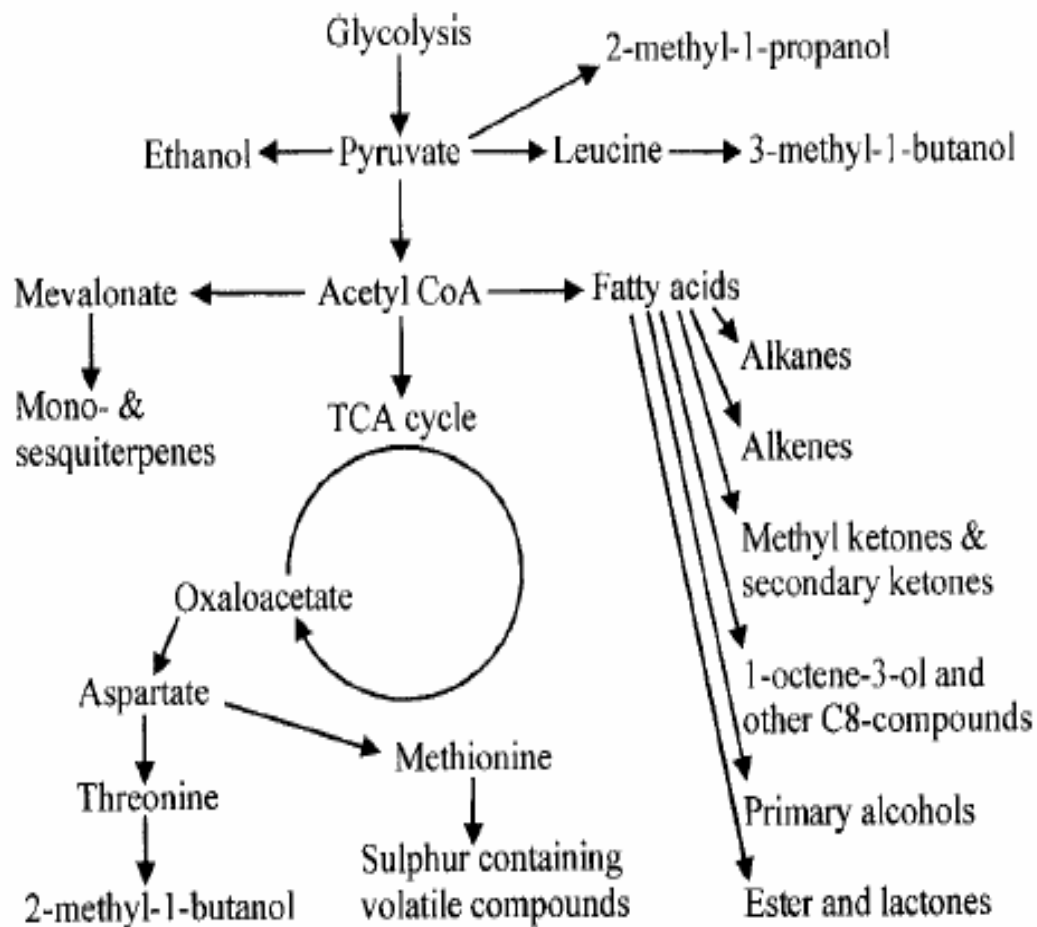 Glycolysis
2-methyl-1-propanol
Ethanol
Pyruvate
Leucine
3-methyl-1-butanol
Mevalonate
Acetyl CoA
Fatty acids
Alkanes
Mono- &
sesquiterpenes
TCA cycle
Alkenes
Methyl ketones &
secondary ketones
Oxaloacetate
1-octene-3-ol and
other C8-compounds
Aspartate
Methionine
Threonine
Primary alcohols
Sulphur containing
volatile compounds
2-methyl-1-butanol
Ester and lactones